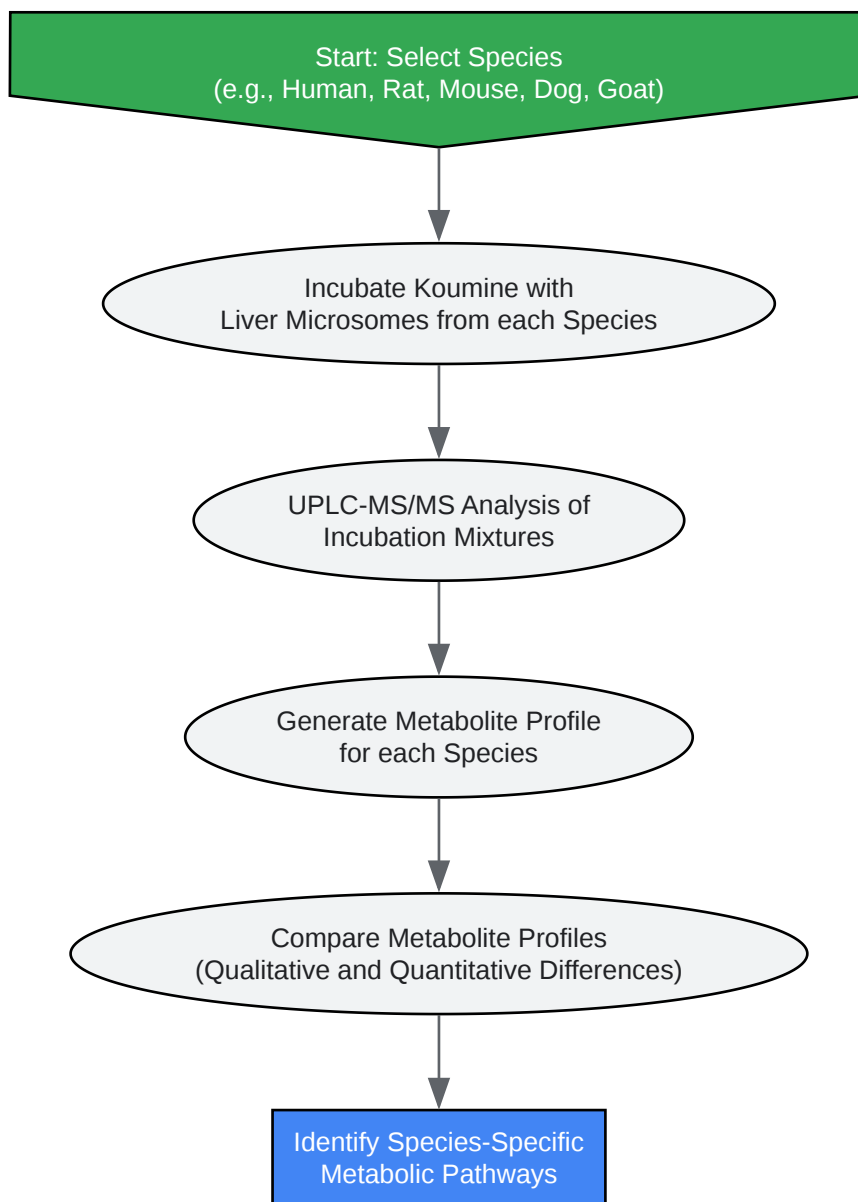 Start: Select Species
(e.g., Human, Rat, Mouse, Dog, Goat)
Incubate Koumine with
Liver Microsomes from each Species
UPLC-MS/MS Analysis of
Incubation Mixtures
Generate Metabolite Profile
for each Species
Compare Metabolite Profiles
(Qualitative and Quantitative Differences)
Identify Species-Specific
Metabolic Pathways